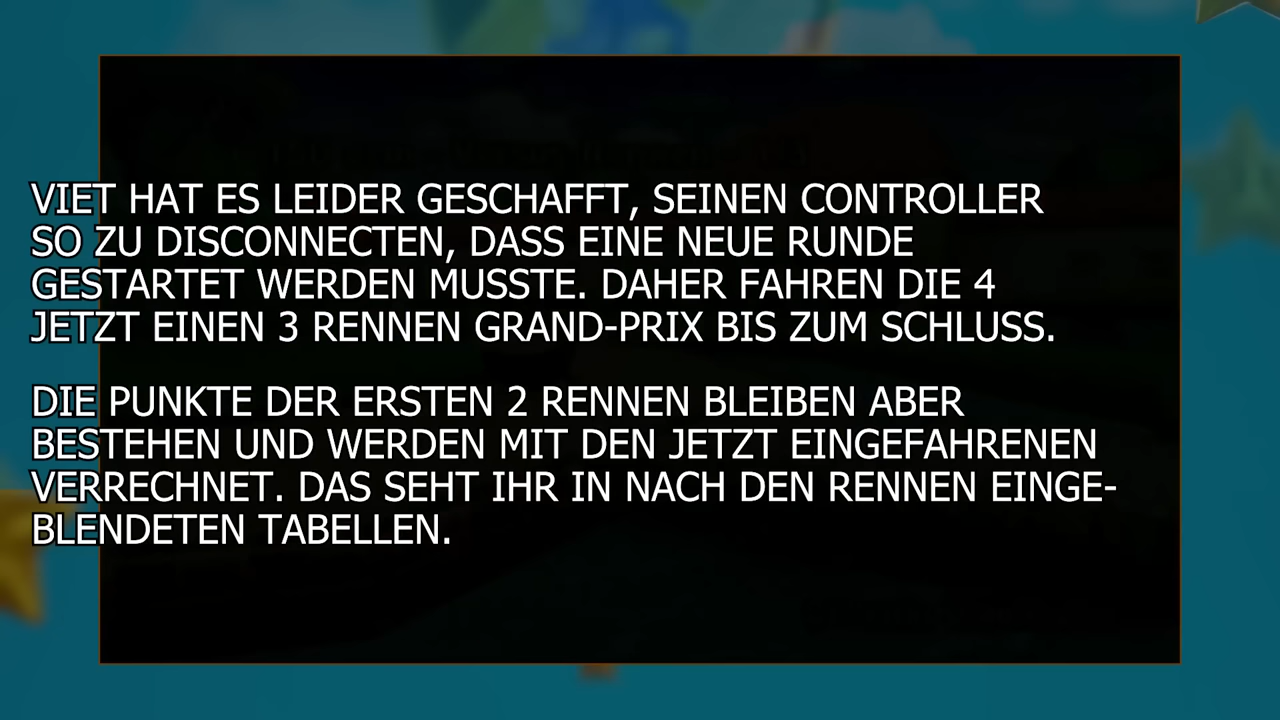 VIET HAT ES LEIDER GESCHAFFT, SEINEN CONTROLLER
SO ZU DISCONNECTEN, DASS EINE NEUE RUNDE
GESTARTET WERDEN MUSSTE. DAHER FAHREN DIE 4
JETZT EINEN 3 RENNEN GRAND-PRIX BIS ZUM SCHLUSS.
DIE PUNKTE DER ERSTEN 2 RENNEN BLEIBEN ABER
BESTEHEN UND WERDEN MIT DEN JETZT EINGEFAHRENEN
VERRECHNET. DAS SEHT IHR IN NACH DEN RENNEN EINGE-
BLENDETEN TABELLEN.